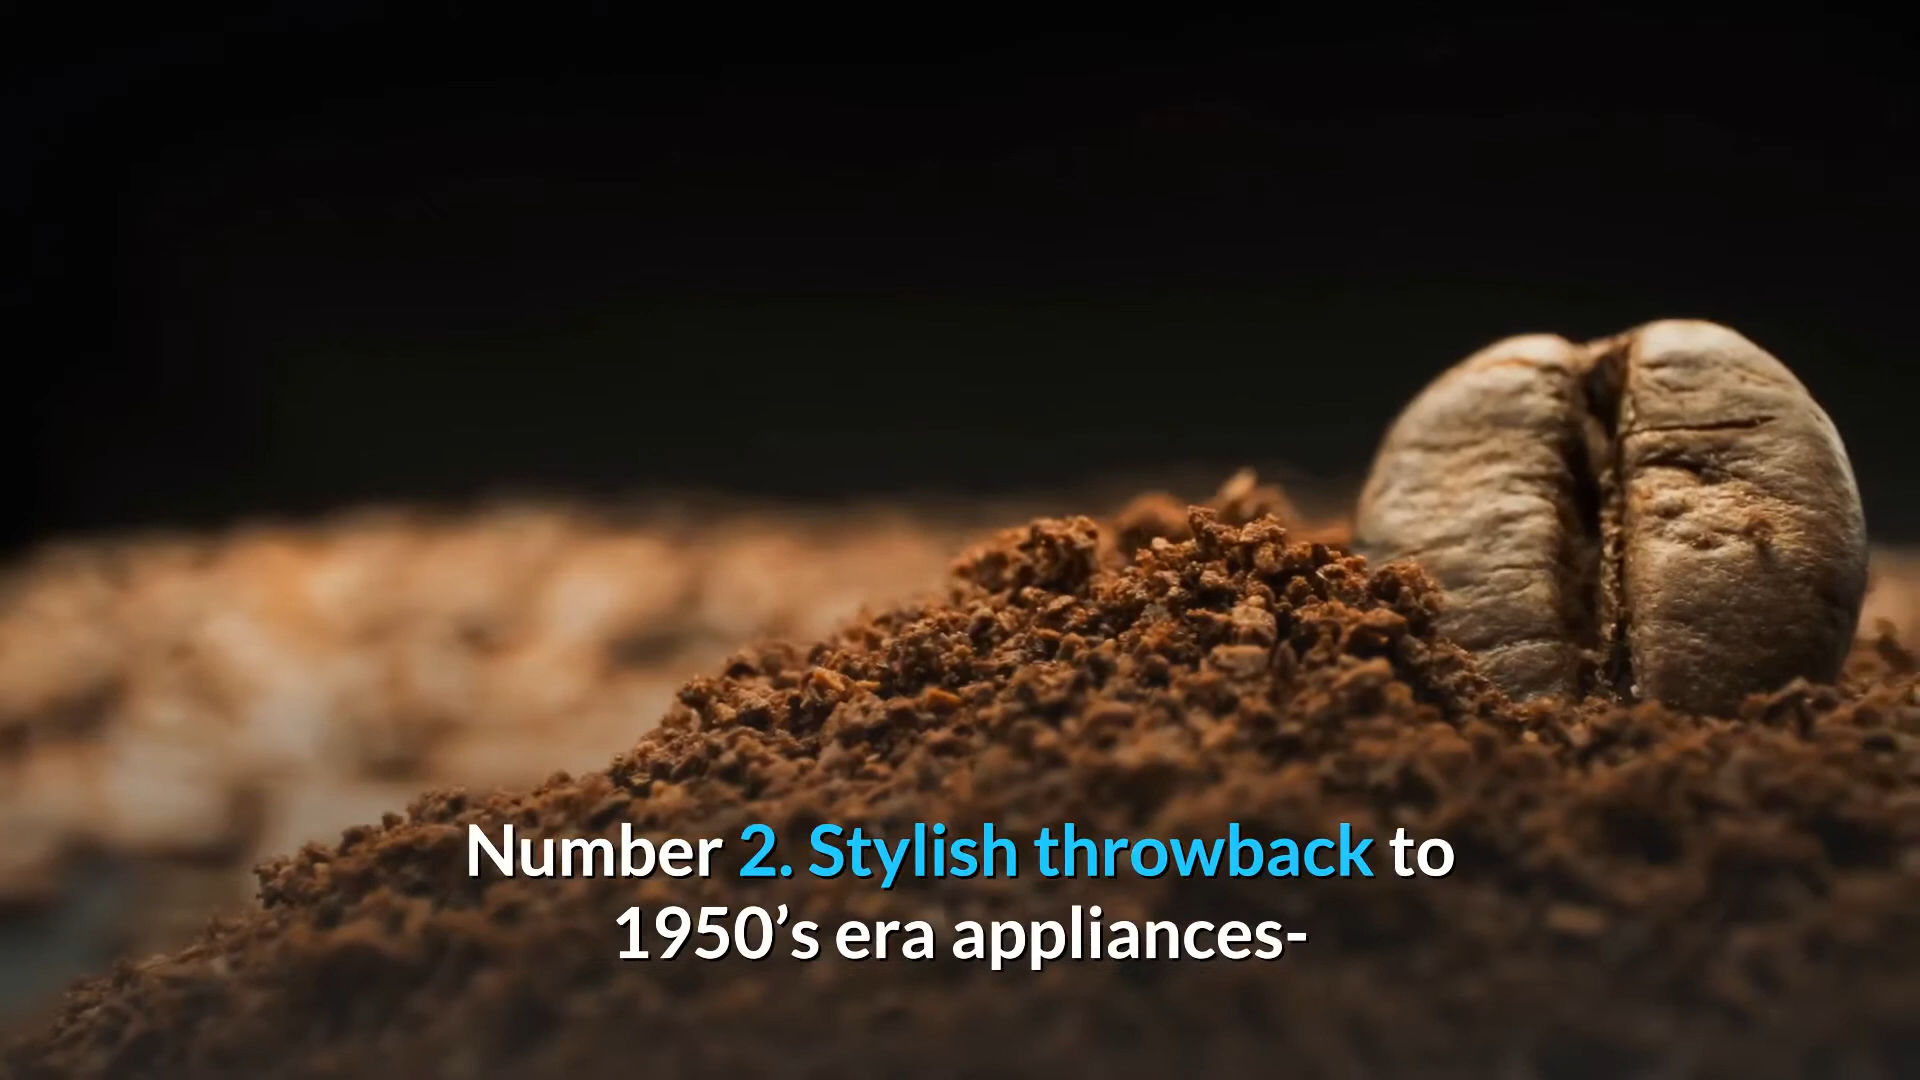 Number 2. Stylish throwback to
1950’s era appliances-